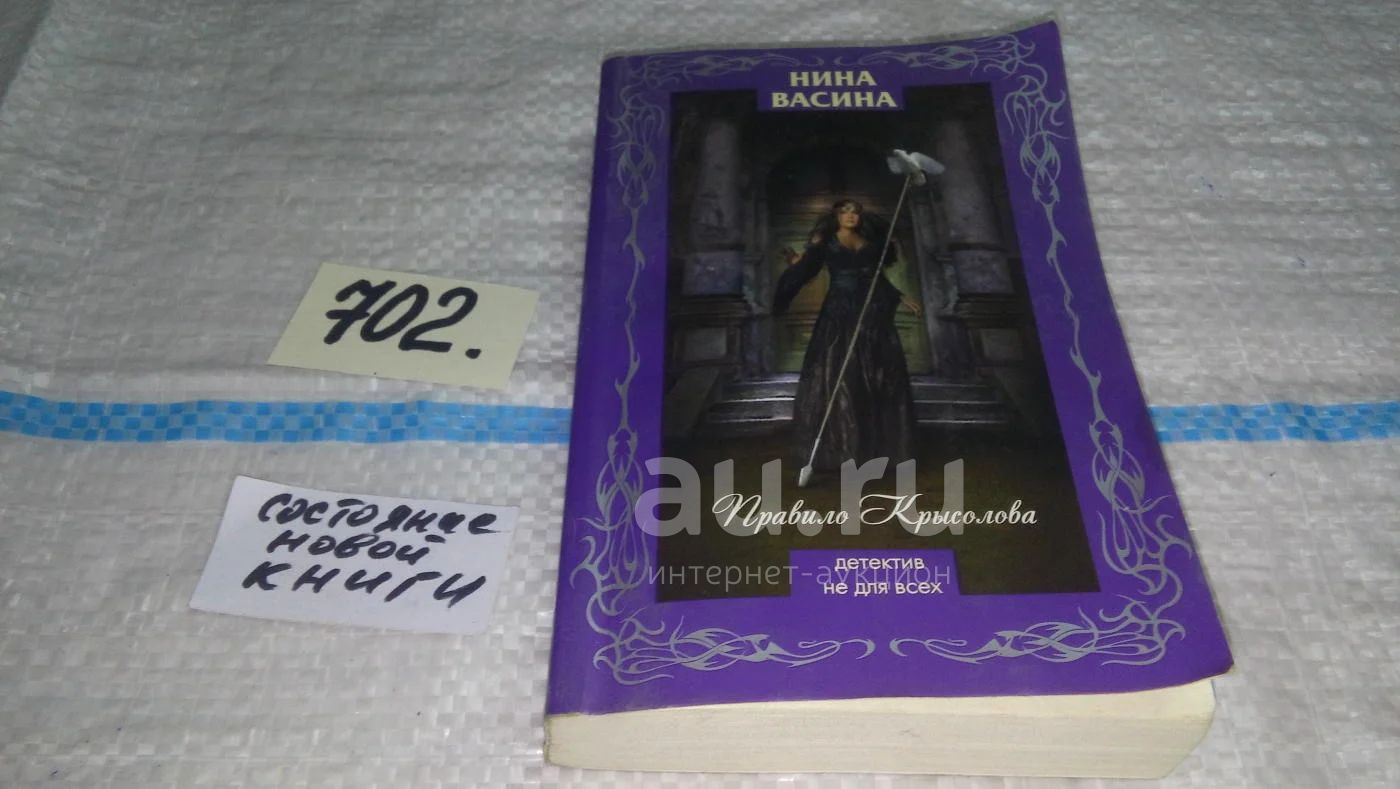 НИНА
ВАСИНА
702.
состояние
новой
книги
au.ru
Правило Крысолова
интернет-аукцион
детектив
не для всех